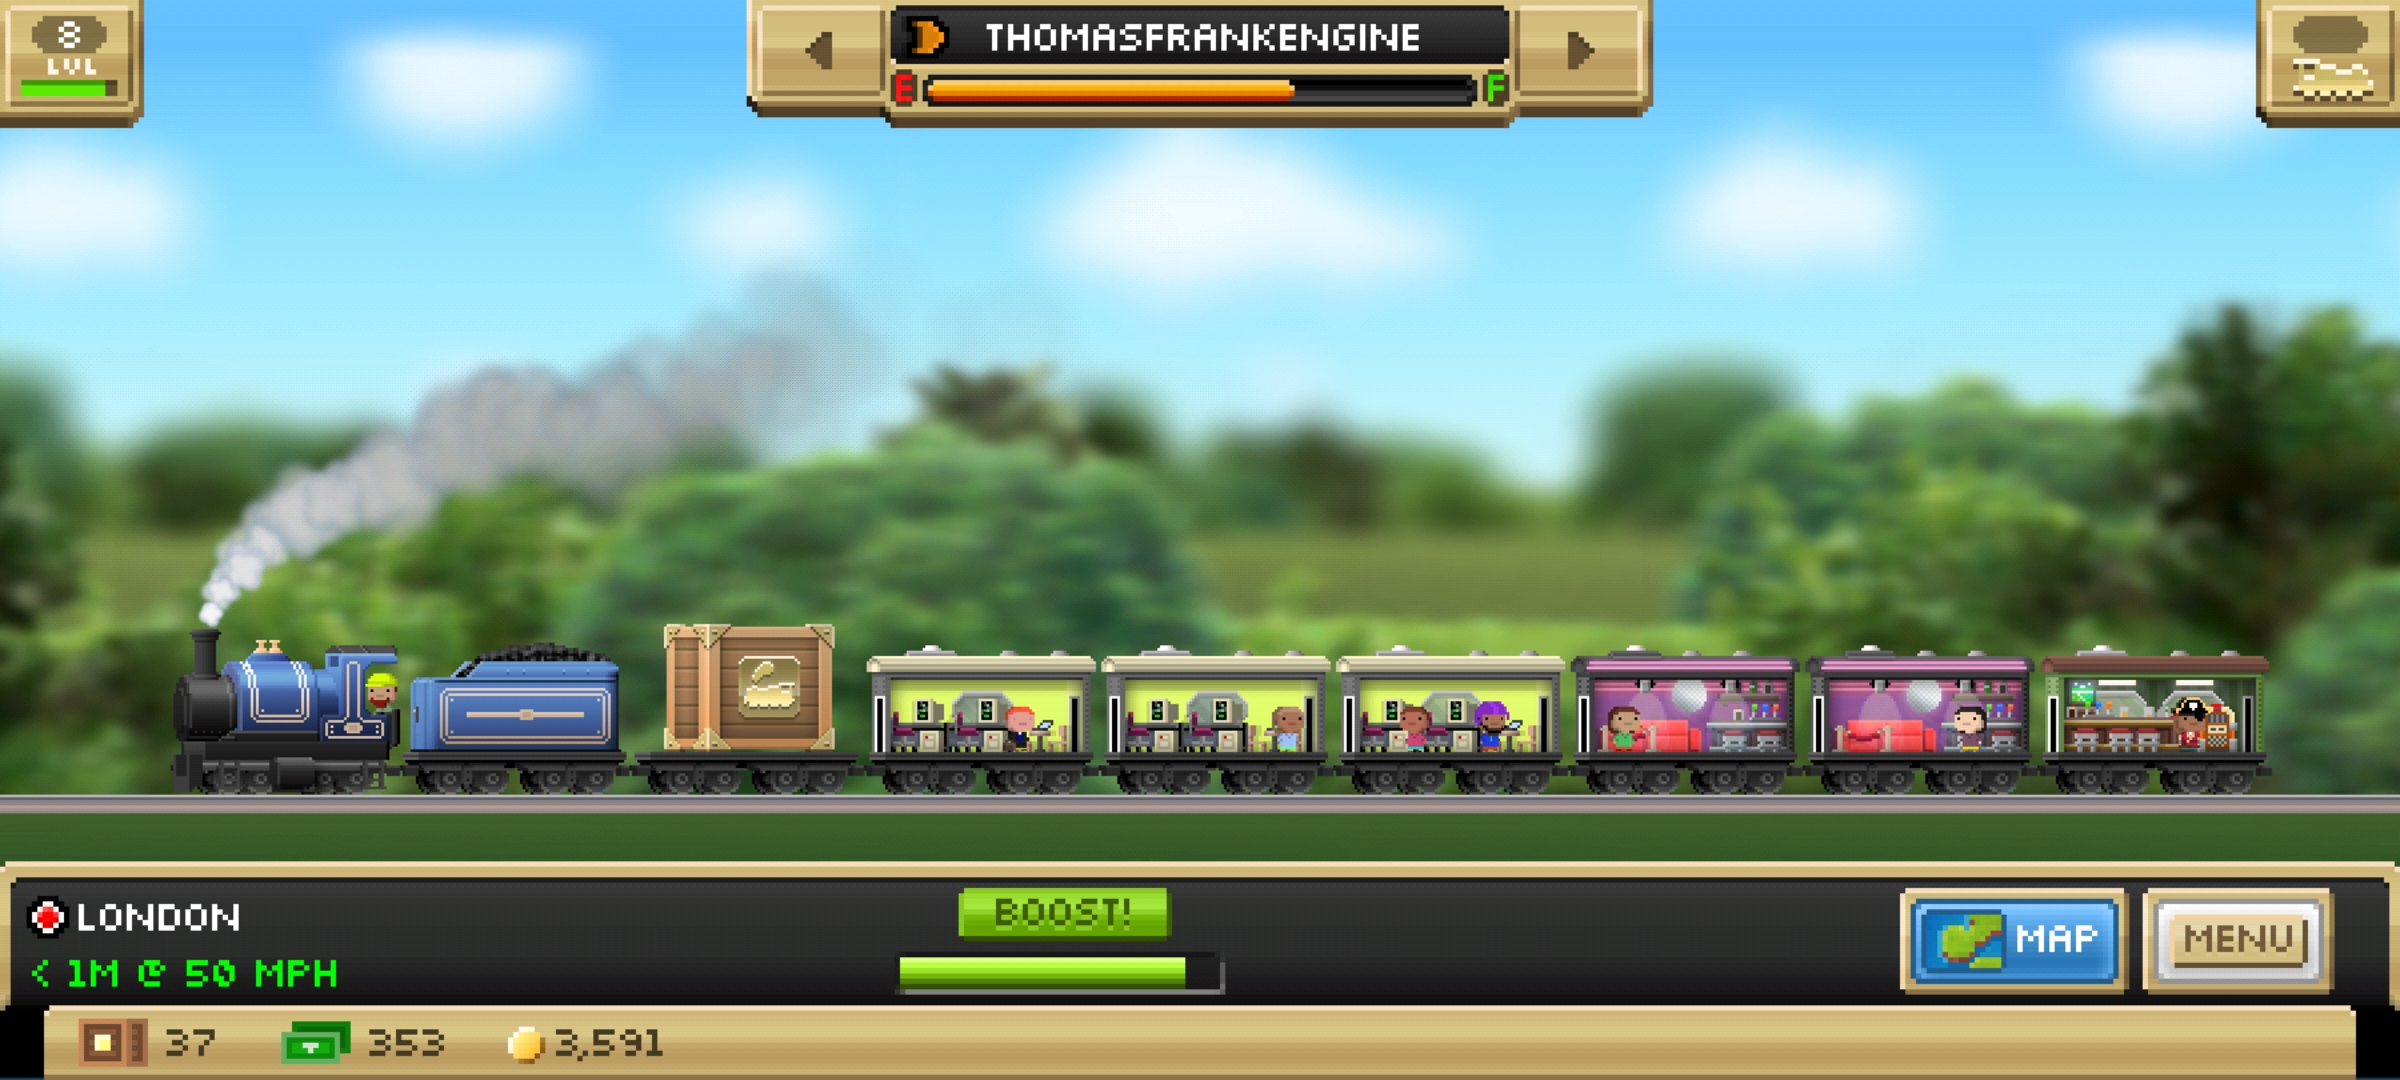 8
LVL
THOMASFRANKENGINE
E F
LONDON
BOOST!
< 1M @ 50 MPH
MAP
MENU
37 353 3,591